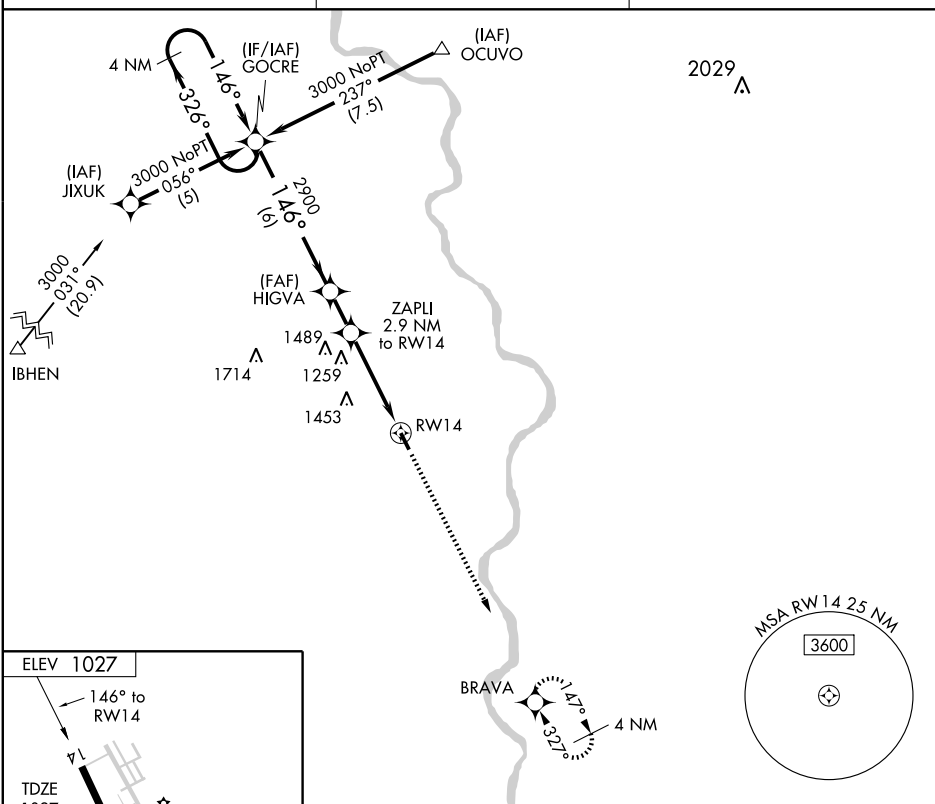 (IAF)
OCUVO
(IF/IAF)
GOCRE
4 NM
146°
326°
3000 NoPT
237°
(7.5)
2029
(IAF)
JIXUK
3000 NoPT
056°
(5)
2900
146°
(6)
3000
031°
(20.9)
IBHEN
(FAF)
HIGVA
ZAPLI
2.9 NM
to RW14
1489
1714
1259
1453
RW14
MSA RW14 25 NM
3600
BRAVA
147°
327°
4 NM
ELEV 1027
146° to
RW14
14
TDZE